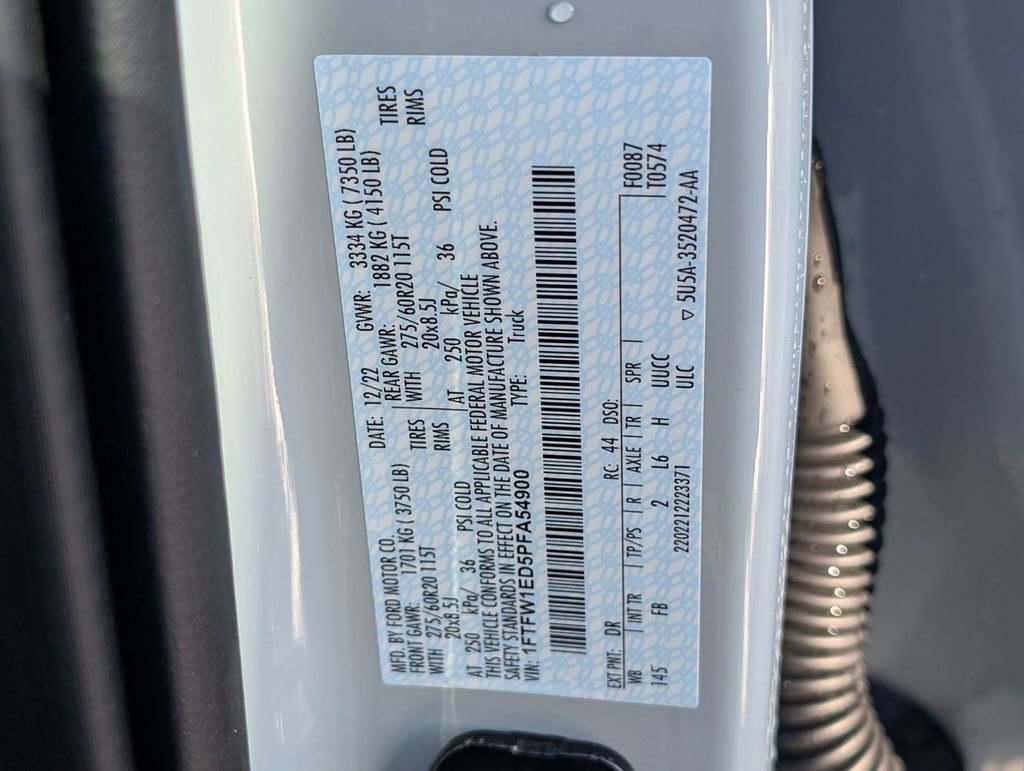 MFD. BY FORD MOTOR CO.
DATE: 12/22 GVWR: 3334 KG ( 7350 LB)
FRONT GAWR: 1701 KG ( 3750 LB) REAR GAWR: 1882 KG ( 4150 LB)
WITH 275/60R20 115T TIRES WITH 275/60R20 115T TIRES
20x8.5J RIMS 20x8.5J RIMS
AT 250 kPa/ 36 PSI COLD AT 250 kPa/ 36 PSI COLD
THIS VEHICLE CONFORMS TO ALL APPLICABLE FEDERAL MOTOR VEHICLE
SAFETY STANDARDS IN EFFECT ON THE DATE OF MANUFACTURE SHOWN ABOVE.
VIN: 1FTFW1ED5PFA54900 TYPE: Truck
EXT PNT: DR RC: 44 DSO: F0087
WB INT TR TP/PS R AXLE TR SPR T0574
145 FB 2 L6 H UUCC
2202212223371 ULC ▽ 5U5A-3520472-AA